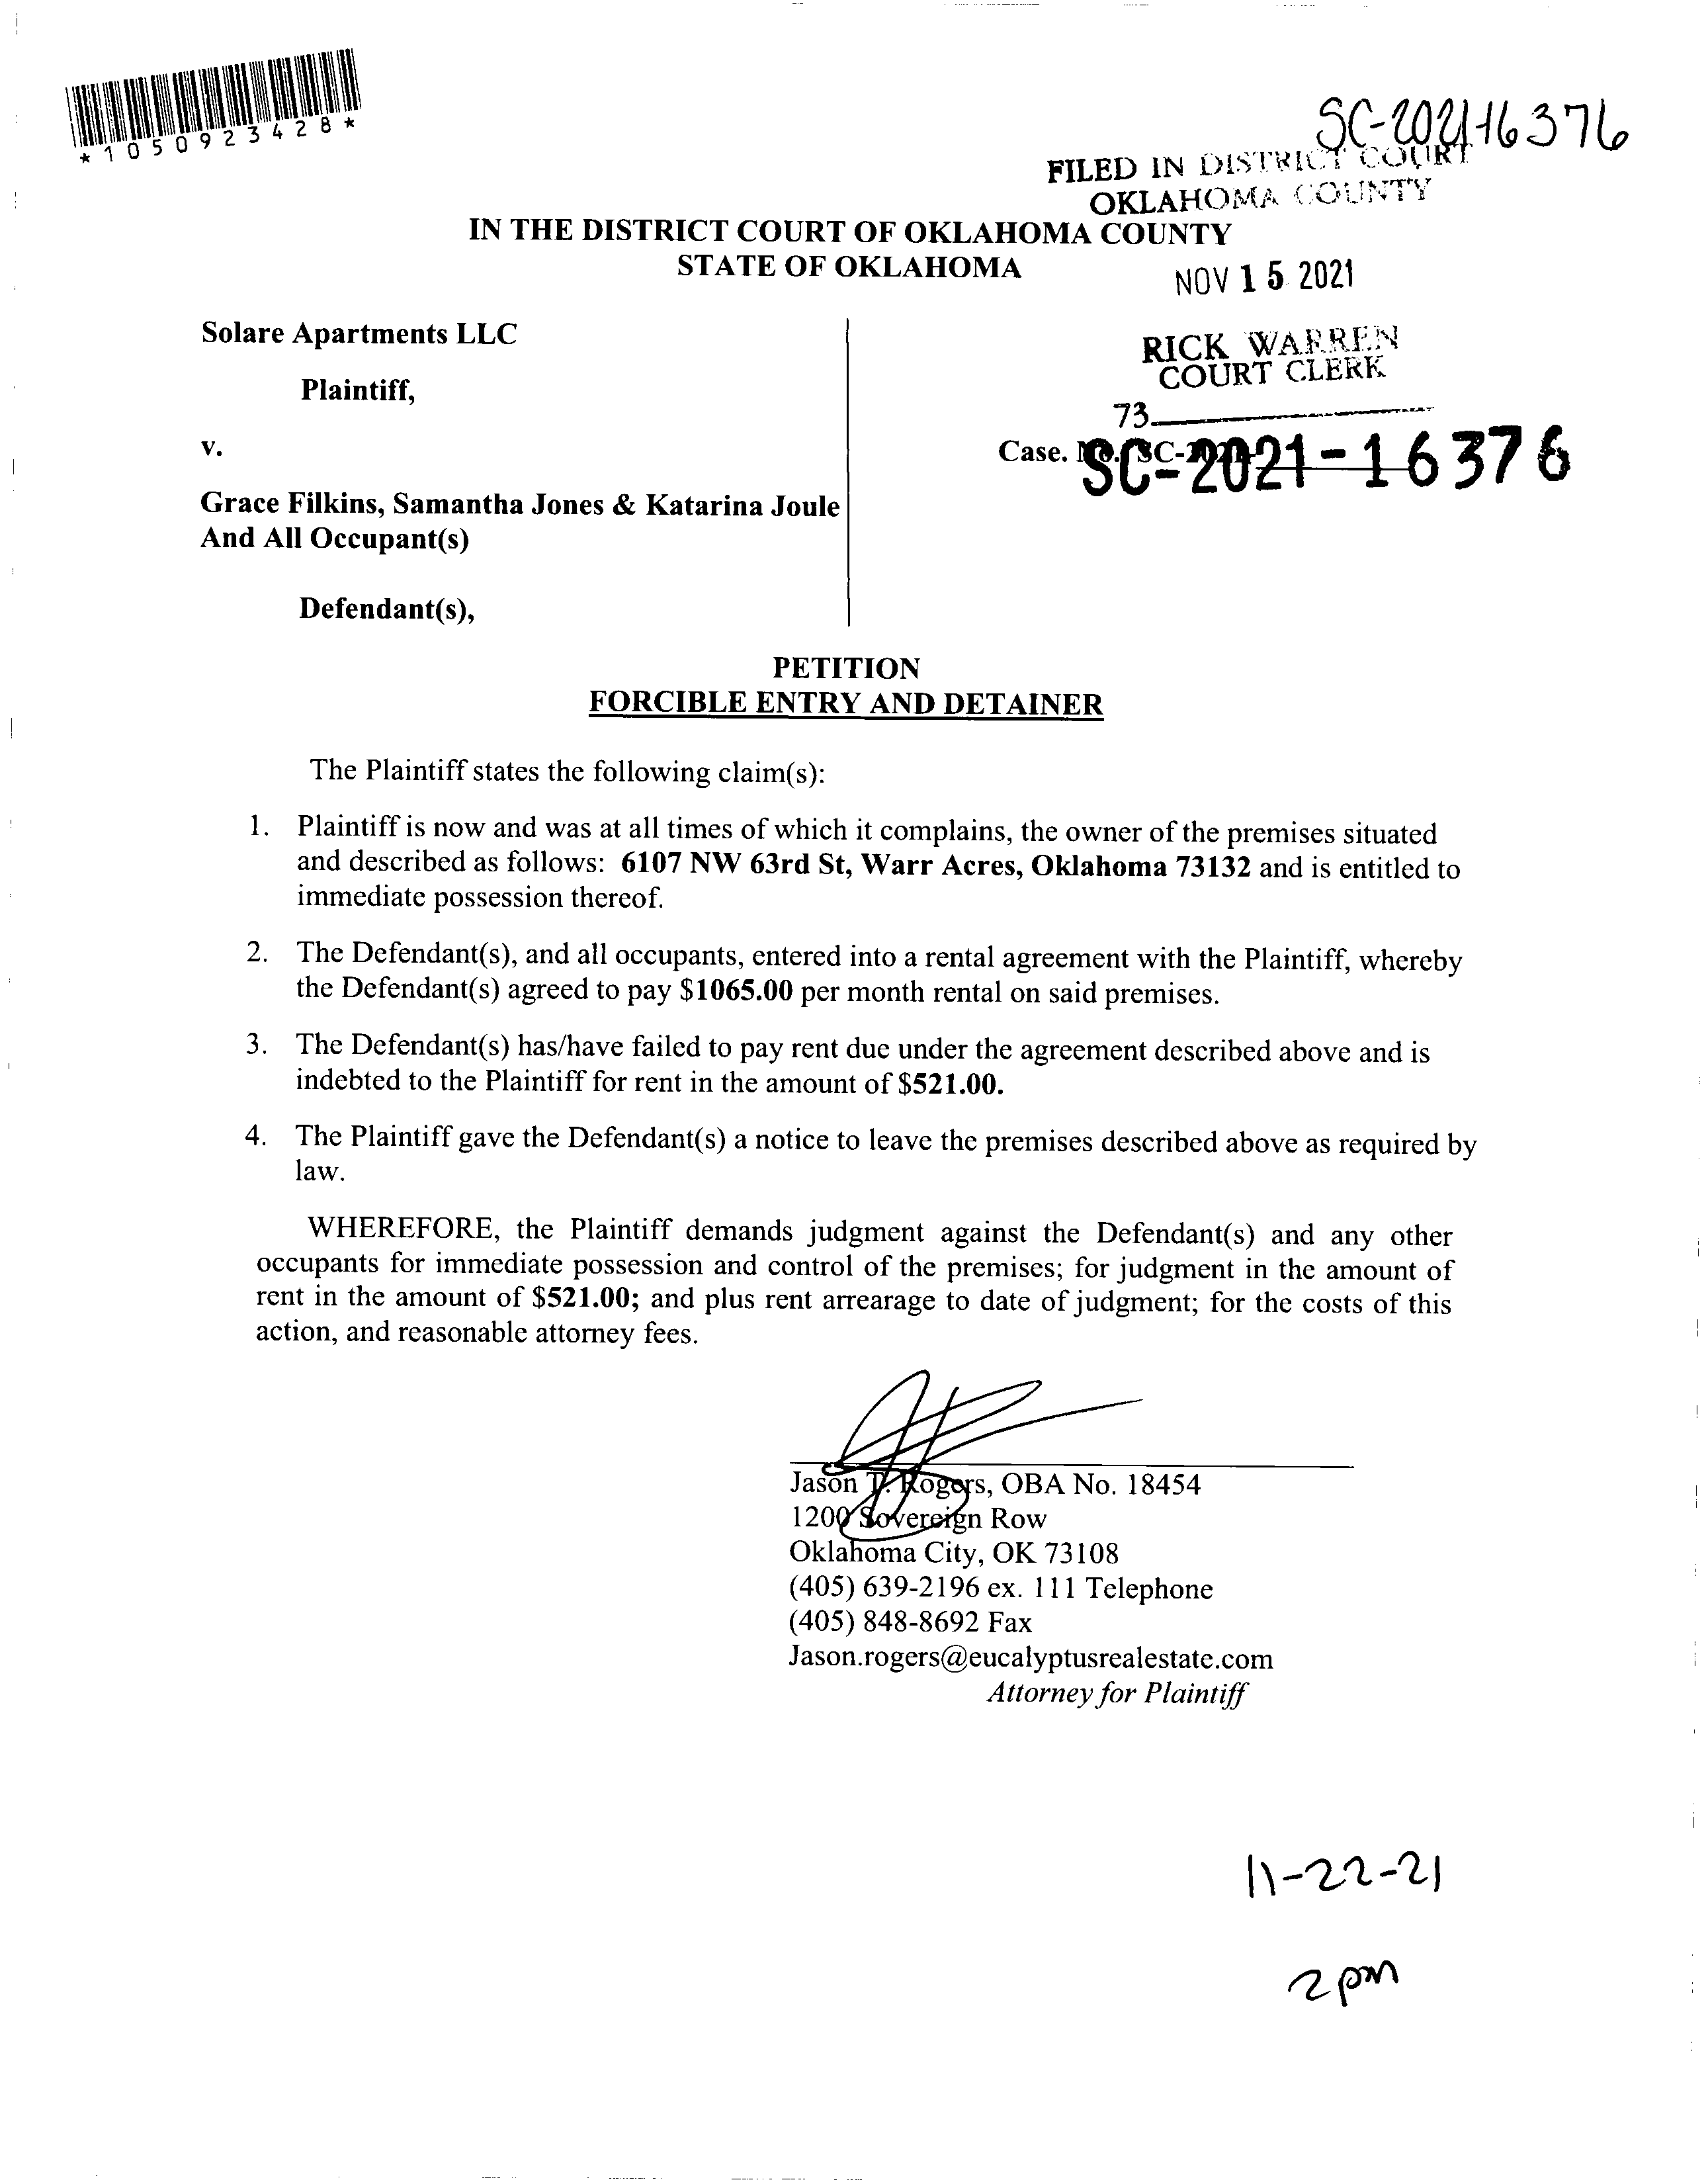 *1050923428*
SC-2021-16376
FILED IN DISTRICT COURT
OKLAHOMA COUNTY
IN THE DISTRICT COURT OF OKLAHOMA COUNTY
STATE OF OKLAHOMA
NOV 15 2021
RICK WARREN
COURT CLERK
73
Solare Apartments LLC
Plaintiff,
v.
Case. No. SC-2021-
SC-2021-16376
Grace Filkins, Samantha Jones & Katarina Joule
And All Occupant(s)
Defendant(s),
PETITION
FORCIBLE ENTRY AND DETAINER
The Plaintiff states the following claim(s):
1. Plaintiff is now and was at all times of which it complains, the owner of the premises situated
and described as follows: 6107 NW 63rd St, Warr Acres, Oklahoma 73132 and is entitled to
immediate possession thereof.
2. The Defendant(s), and all occupants, entered into a rental agreement with the Plaintiff, whereby
the Defendant(s) agreed to pay $1065.00 per month rental on said premises.
3. The Defendant(s) has/have failed to pay rent due under the agreement described above and is
indebted to the Plaintiff for rent in the amount of $521.00.
4. The Plaintiff gave the Defendant(s) a notice to leave the premises described above as required by
law.
WHEREFORE, the Plaintiff demands judgment against the Defendant(s) and any other
occupants for immediate possession and control of the premises; for judgment in the amount of
rent in the amount of $521.00; and plus rent arrearage to date of judgment; for the costs of this
action, and reasonable attorney fees.
Jason T. Rogers, OBA No. 18454
1200 Sovereign Row
Oklahoma City, OK 73108
(405) 639-2196 ex. 111 Telephone
(405) 848-8692 Fax
Jason.rogers@eucalyptusrealestate.com
Attorney for Plaintiff
11-22-21
2pm